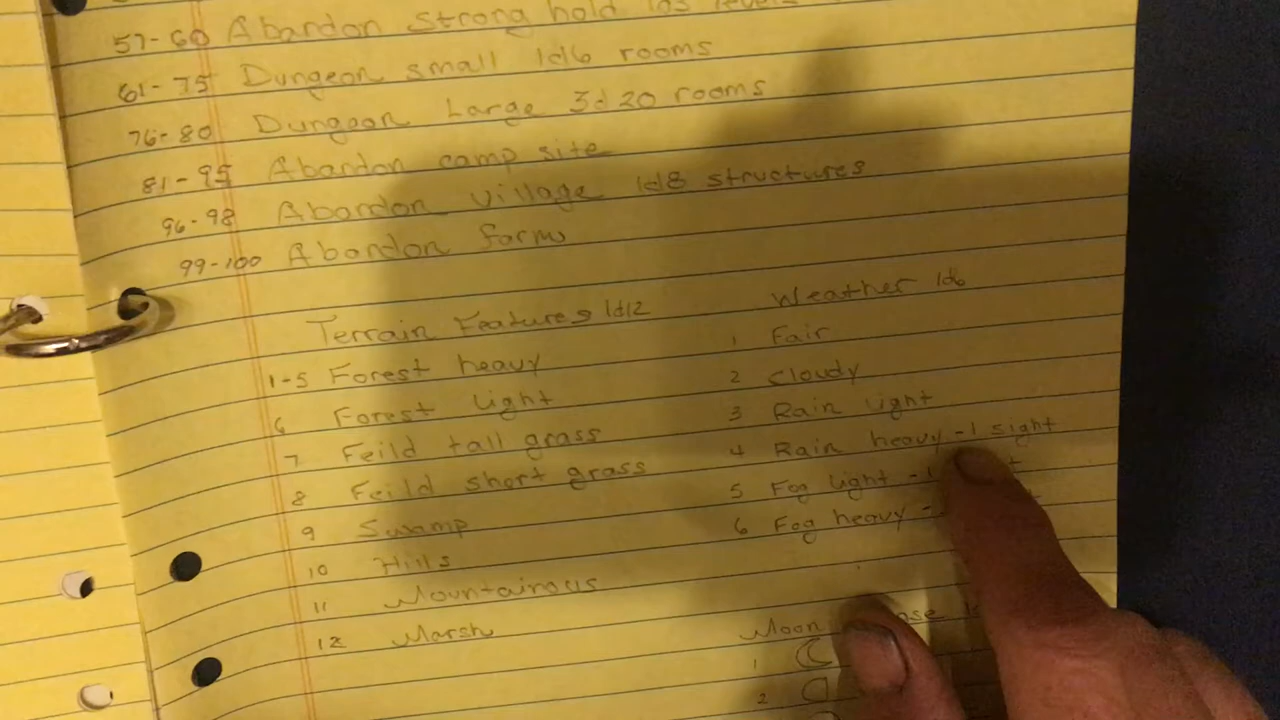 57-60 Abandon Strong hold 1d3 levels
61-75 Dungeon small 1d6 rooms
76-80 Dungeon Large 3d20 rooms
81-95 Abandon camp site
96-98 Abandon village 1d8 structures
99-100 Abandon farm
Terrain Features 1d12
1-5 Forest heavy
6 Forest light
7 Feild tall grass
8 Feild short grass
9 Swamp
10 Hills
11 Mountainous
12 Marsh
Weather 1d6
1 Fair
2 Cloudy
3 Rain light
4 Rain heavy -1 sight
5 Fog light -1
6 Fog heavy -
Moon
1
2